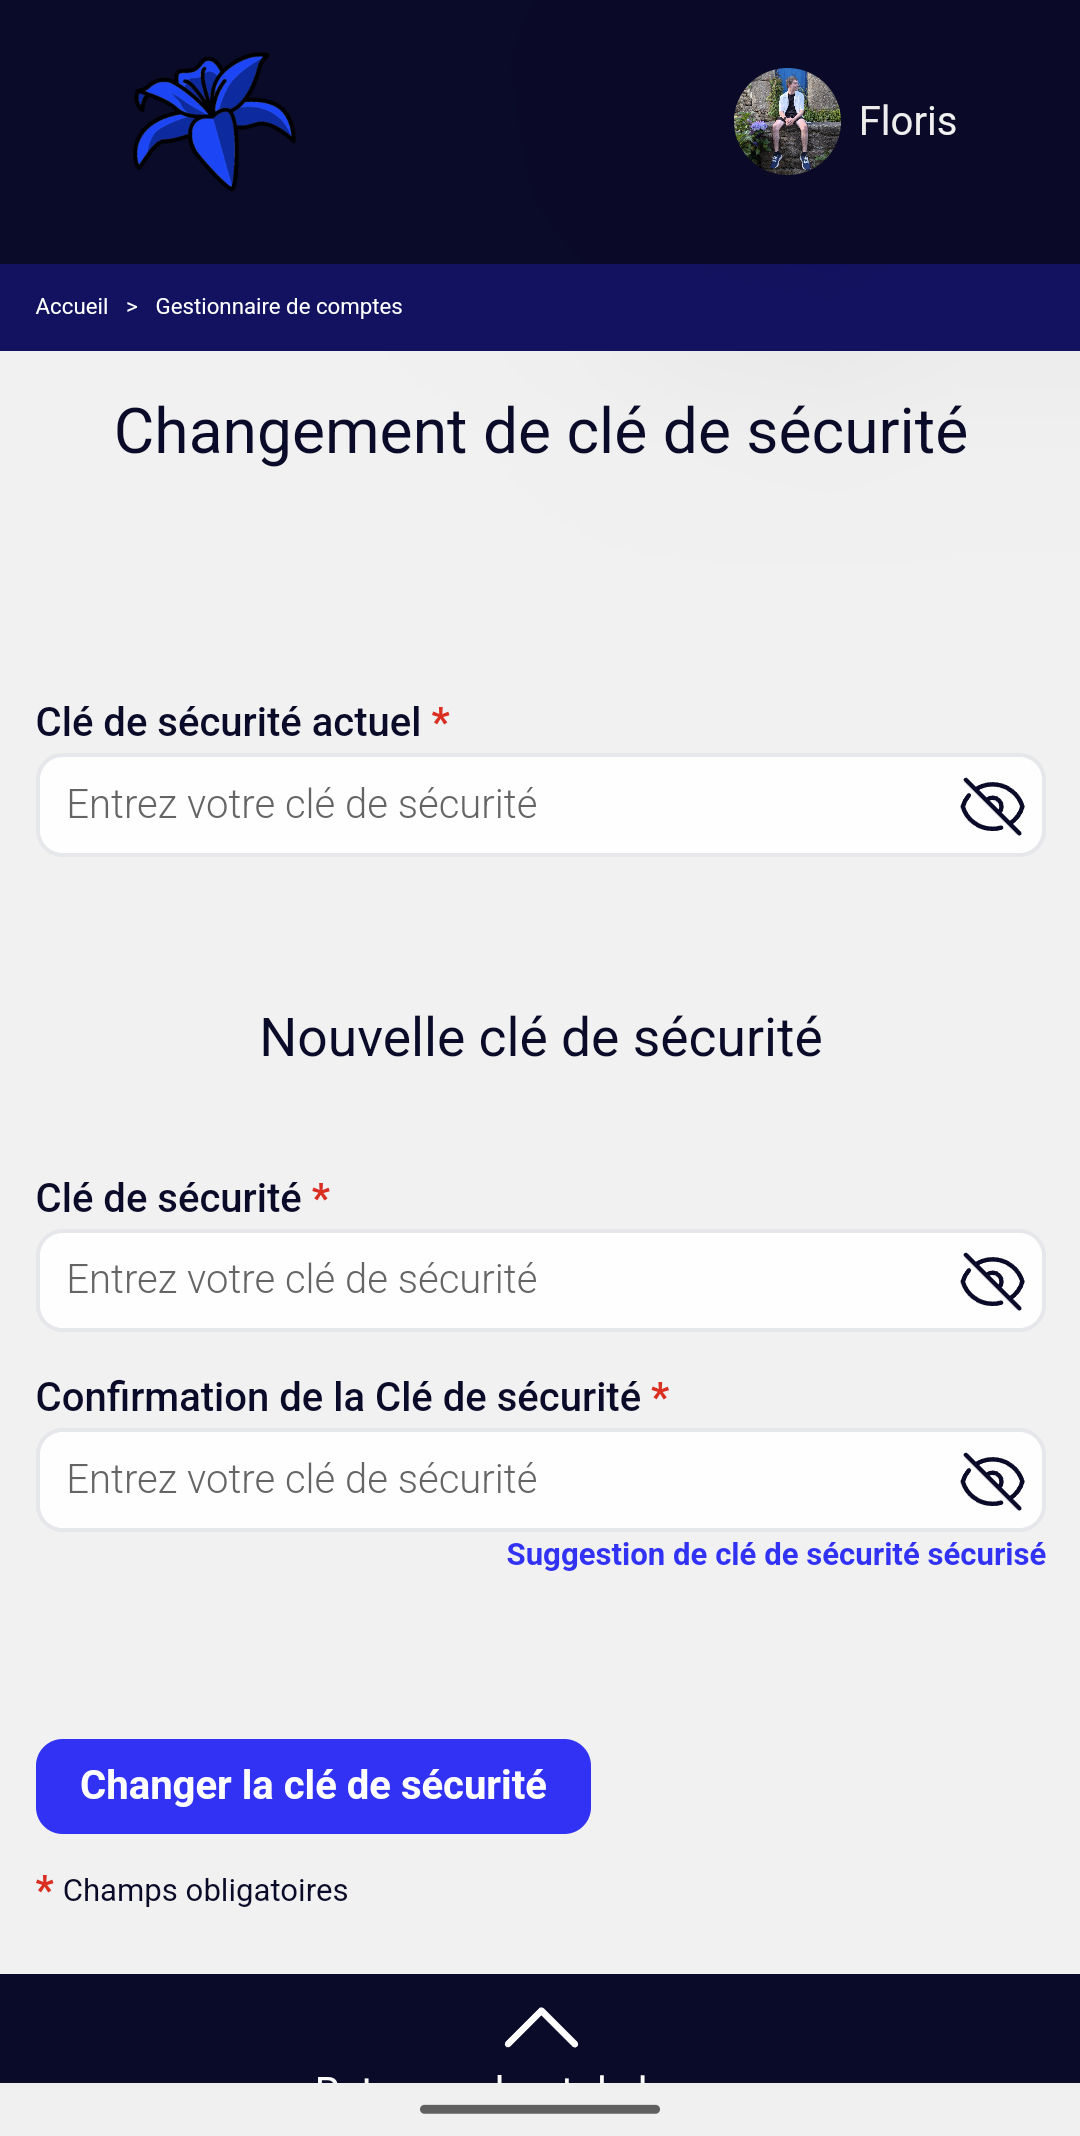 Floris
Accueil > Gestionnaire de comptes
Changement de clé de sécurité
Clé de sécurité actuel *
Entrez votre clé de sécurité
Nouvelle clé de sécurité
Clé de sécurité *
Entrez votre clé de sécurité
Confirmation de la Clé de sécurité *
Entrez votre clé de sécurité
Suggestion de clé de sécurité sécurisé
Changer la clé de sécurité
* Champs obligatoires